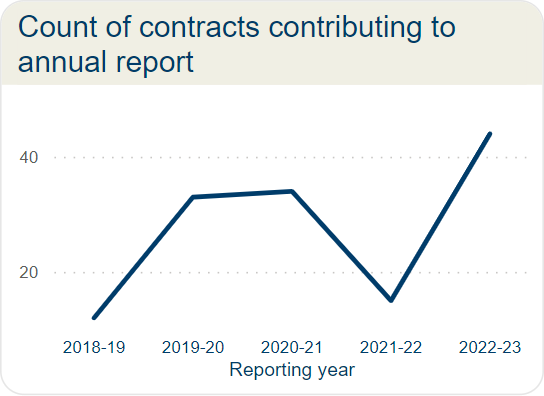 Count of contracts contributing to
annual report
40
20
2018-19 2019-20 2020-21 2021-22 2022-23
Reporting year